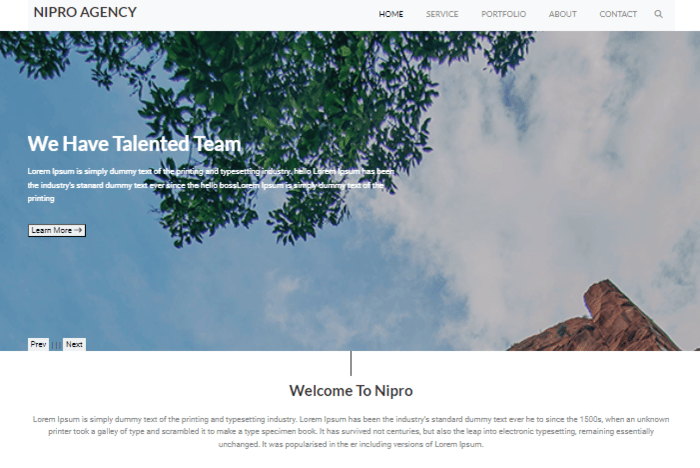 NIPRO AGENCY
HOME SERVICE PORTFOLIO ABOUT CONTACT
We Have Talented Team
Lorem Ipsum is simply dummy text of the printing and typesetting industry. hello Lorem Ipsum has been
the industry's stanard dummy text ever since the hello bossLorem Ipsum is simply dummy text of the
printing
Learn More →
Prev | | Next
Welcome To Nipro
Lorem Ipsum is simply dummy text of the printing and typesetting industry. Lorem Ipsum has been the industry's standard dummy text ever he to since the 1500s, when an unknown
printer took a galley of type and scrambled it to make a type specimen book. It has survived not centuries, but also the leap into electronic typesetting, remaining essentially
unchanged. It was popularised in the er including versions of Lorem Ipsum.